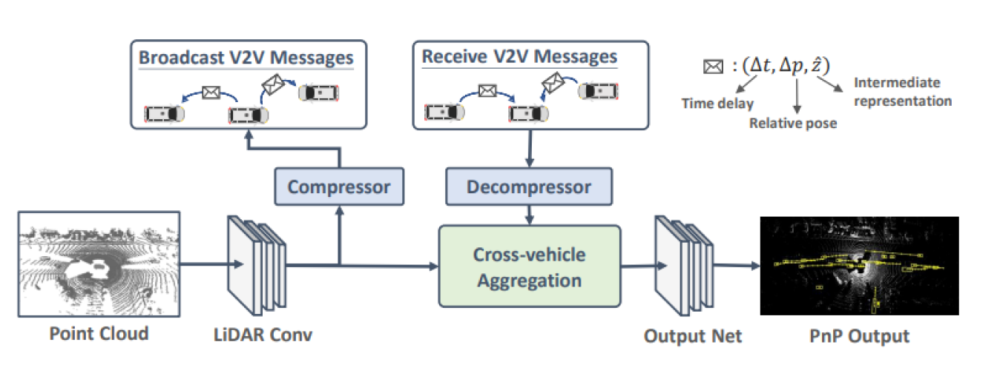 Broadcast V2V Messages
Receive V2V Messages
: (Δt, Δp, ẑ)
Time delay
Relative pose
Intermediate
representation
Compressor
Decompressor
Cross-vehicle
Aggregation
Point Cloud
LiDAR Conv
Output Net
PnP Output